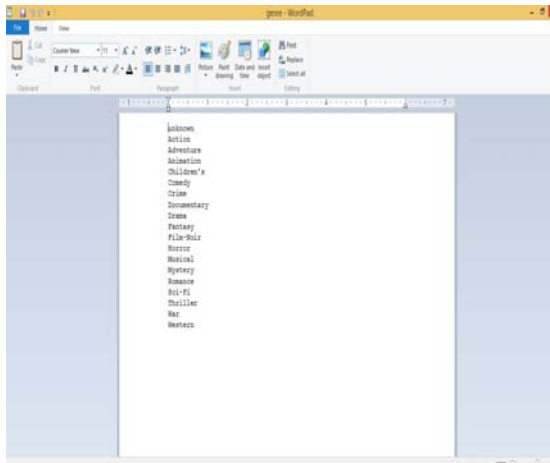 genre - WordPad
File Home View
Cut
Copy
Paste
Courier New 11
Picture Paint drawing Date and time Insert object
Find
Replace
Select all
Clipboard Font Paragraph Insert Editing
unknown
Action
Adventure
Animation
Children's
Comedy
Crime
Documentary
Drama
Fantasy
Film-Noir
Horror
Musical
Mystery
Romance
Sci-Fi
Thriller
War
Western